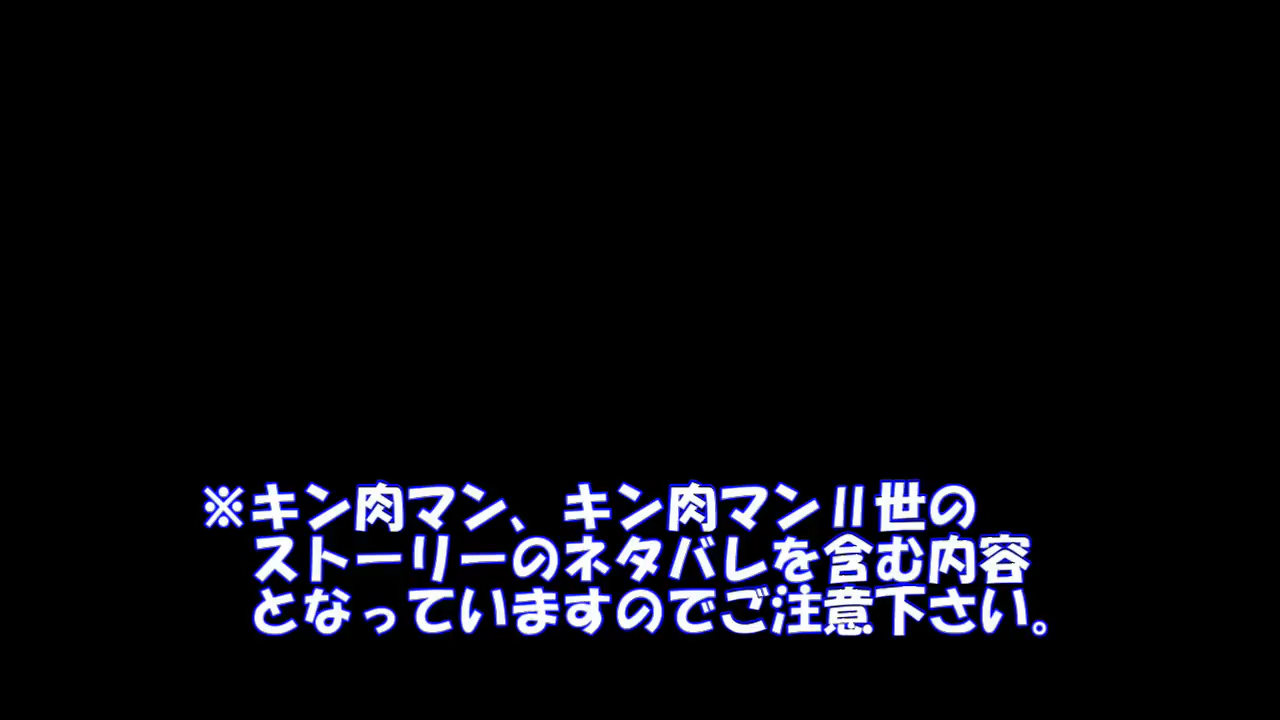 ※キン肉マン、キン肉マンⅡ世の
ストーリーのネタバレを含む内容
となっていますのでご注意下さい。